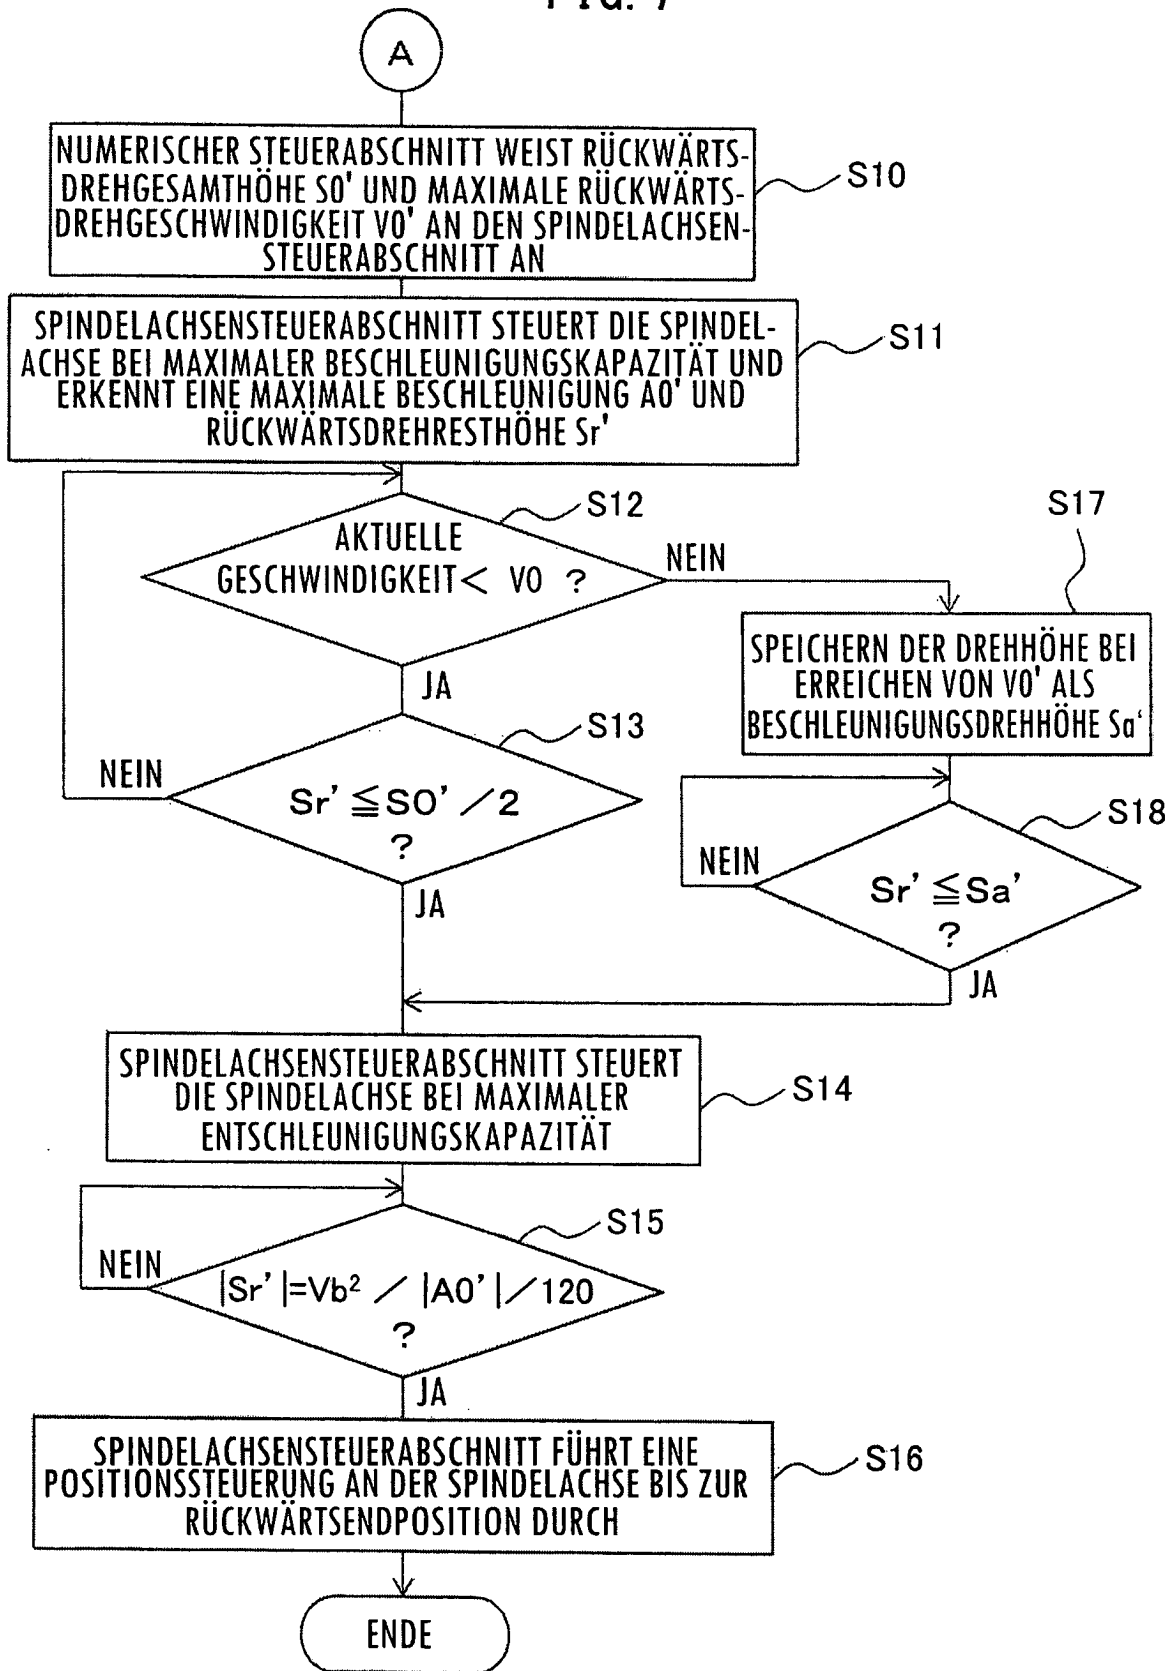 A
NUMERISCHER STEUERABSCHNITT WEIST RÜCKWÄRTS-
DREHGESAMTHÖHE S0' UND MAXIMALE RÜCKWÄRTS-
DREHGESCHWINDIGKEIT V0' AN DEN SPINDELACHSEN-
STEUERABSCHNITT AN
S10
SPINDELACHSENSTEUERABSCHNITT STEUERT DIE SPINDEL-
ACHSE BEI MAXIMALER BESCHLEUNIGUNGSKAPAZITÄT UND
ERKENNT EINE MAXIMALE BESCHLEUNIGUNG A0' UND
RÜCKWÄRTSDREHRESTHÖHE Sr'
S11
S12
AKTUELLE
GESCHWINDIGKEIT< V0 ?
NEIN
JA
S17
SPEICHERN DER DREHHÖHE BEI
ERREICHEN VON V0' ALS
BESCHLEUNIGUNGSDREHHÖHE Sa'
S13
NEIN
Sr' ≦ S0' /2
?
JA
S18
NEIN
Sr' ≦ Sa'
?
JA
SPINDELACHSENSTEUERABSCHNITT STEUERT
DIE SPINDELACHSE BEI MAXIMALER
ENTSCHLEUNIGUNGSKAPAZITÄT
S14
S15
NEIN
|Sr' |=Vb² / |A0' |/120
?
JA
SPINDELACHSENSTEUERABSCHNITT FÜHRT EINE
POSITIONSSTEUERUNG AN DER SPINDELACHSE BIS ZUR
RÜCKWÄRTSENDPOSITION DURCH
S16
ENDE